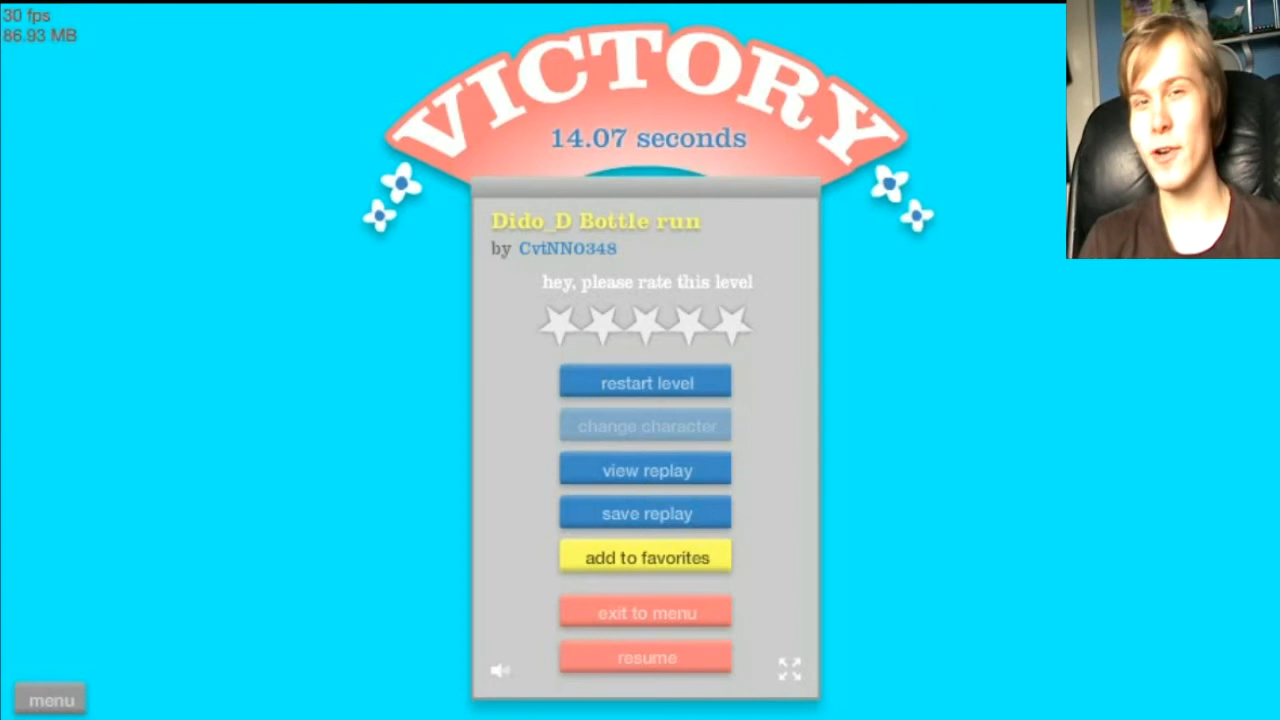 30 fps
86.93 MB
VICTORY
14.07 seconds
Dido_D Bottle run
by CvtNN0348
hey, please rate this level
restart level
change character
view replay
save replay
add to favorites
exit to menu
resume
menu